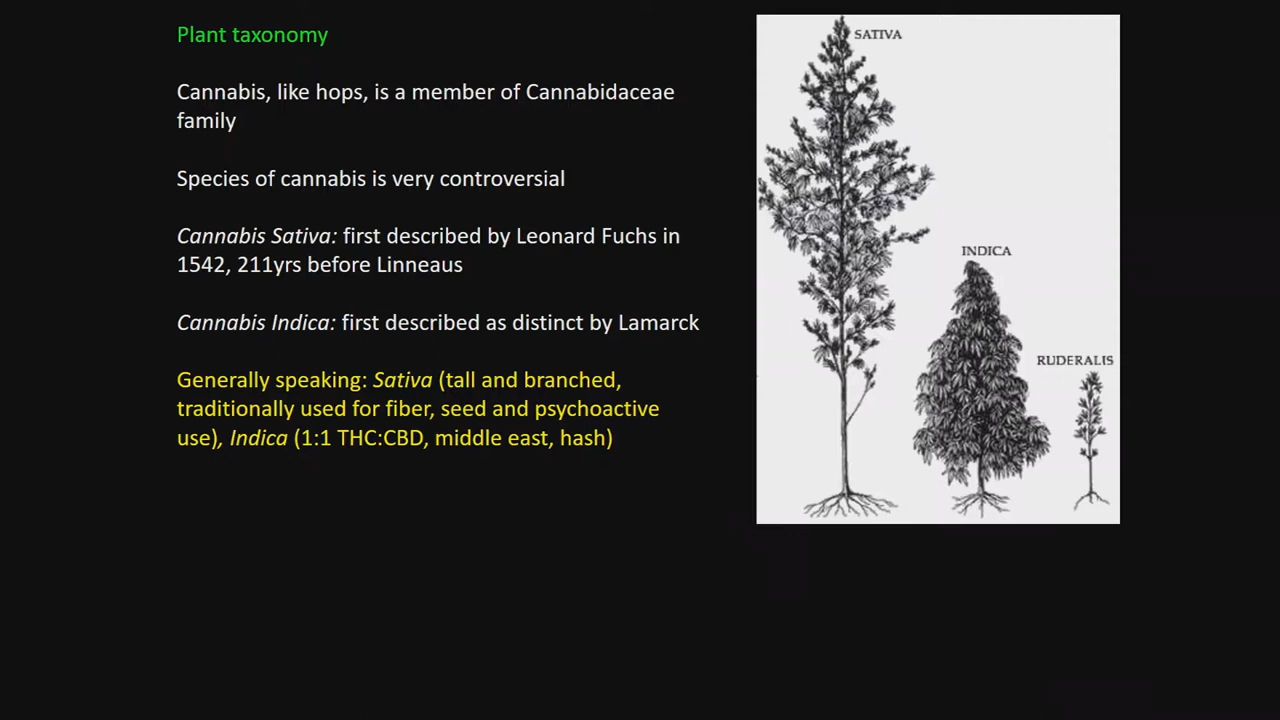 Plant taxonomy
Cannabis, like hops, is a member of Cannabidaceae
family
Species of cannabis is very controversial
Cannabis Sativa: first described by Leonard Fuchs in
1542, 211yrs before Linneaus
Cannabis Indica: first described as distinct by Lamarck
Generally speaking: Sativa (tall and branched,
traditionally used for fiber, seed and psychoactive
use), Indica (1:1 THC:CBD, middle east, hash)
SATIVA
INDICA
RUDERALIS